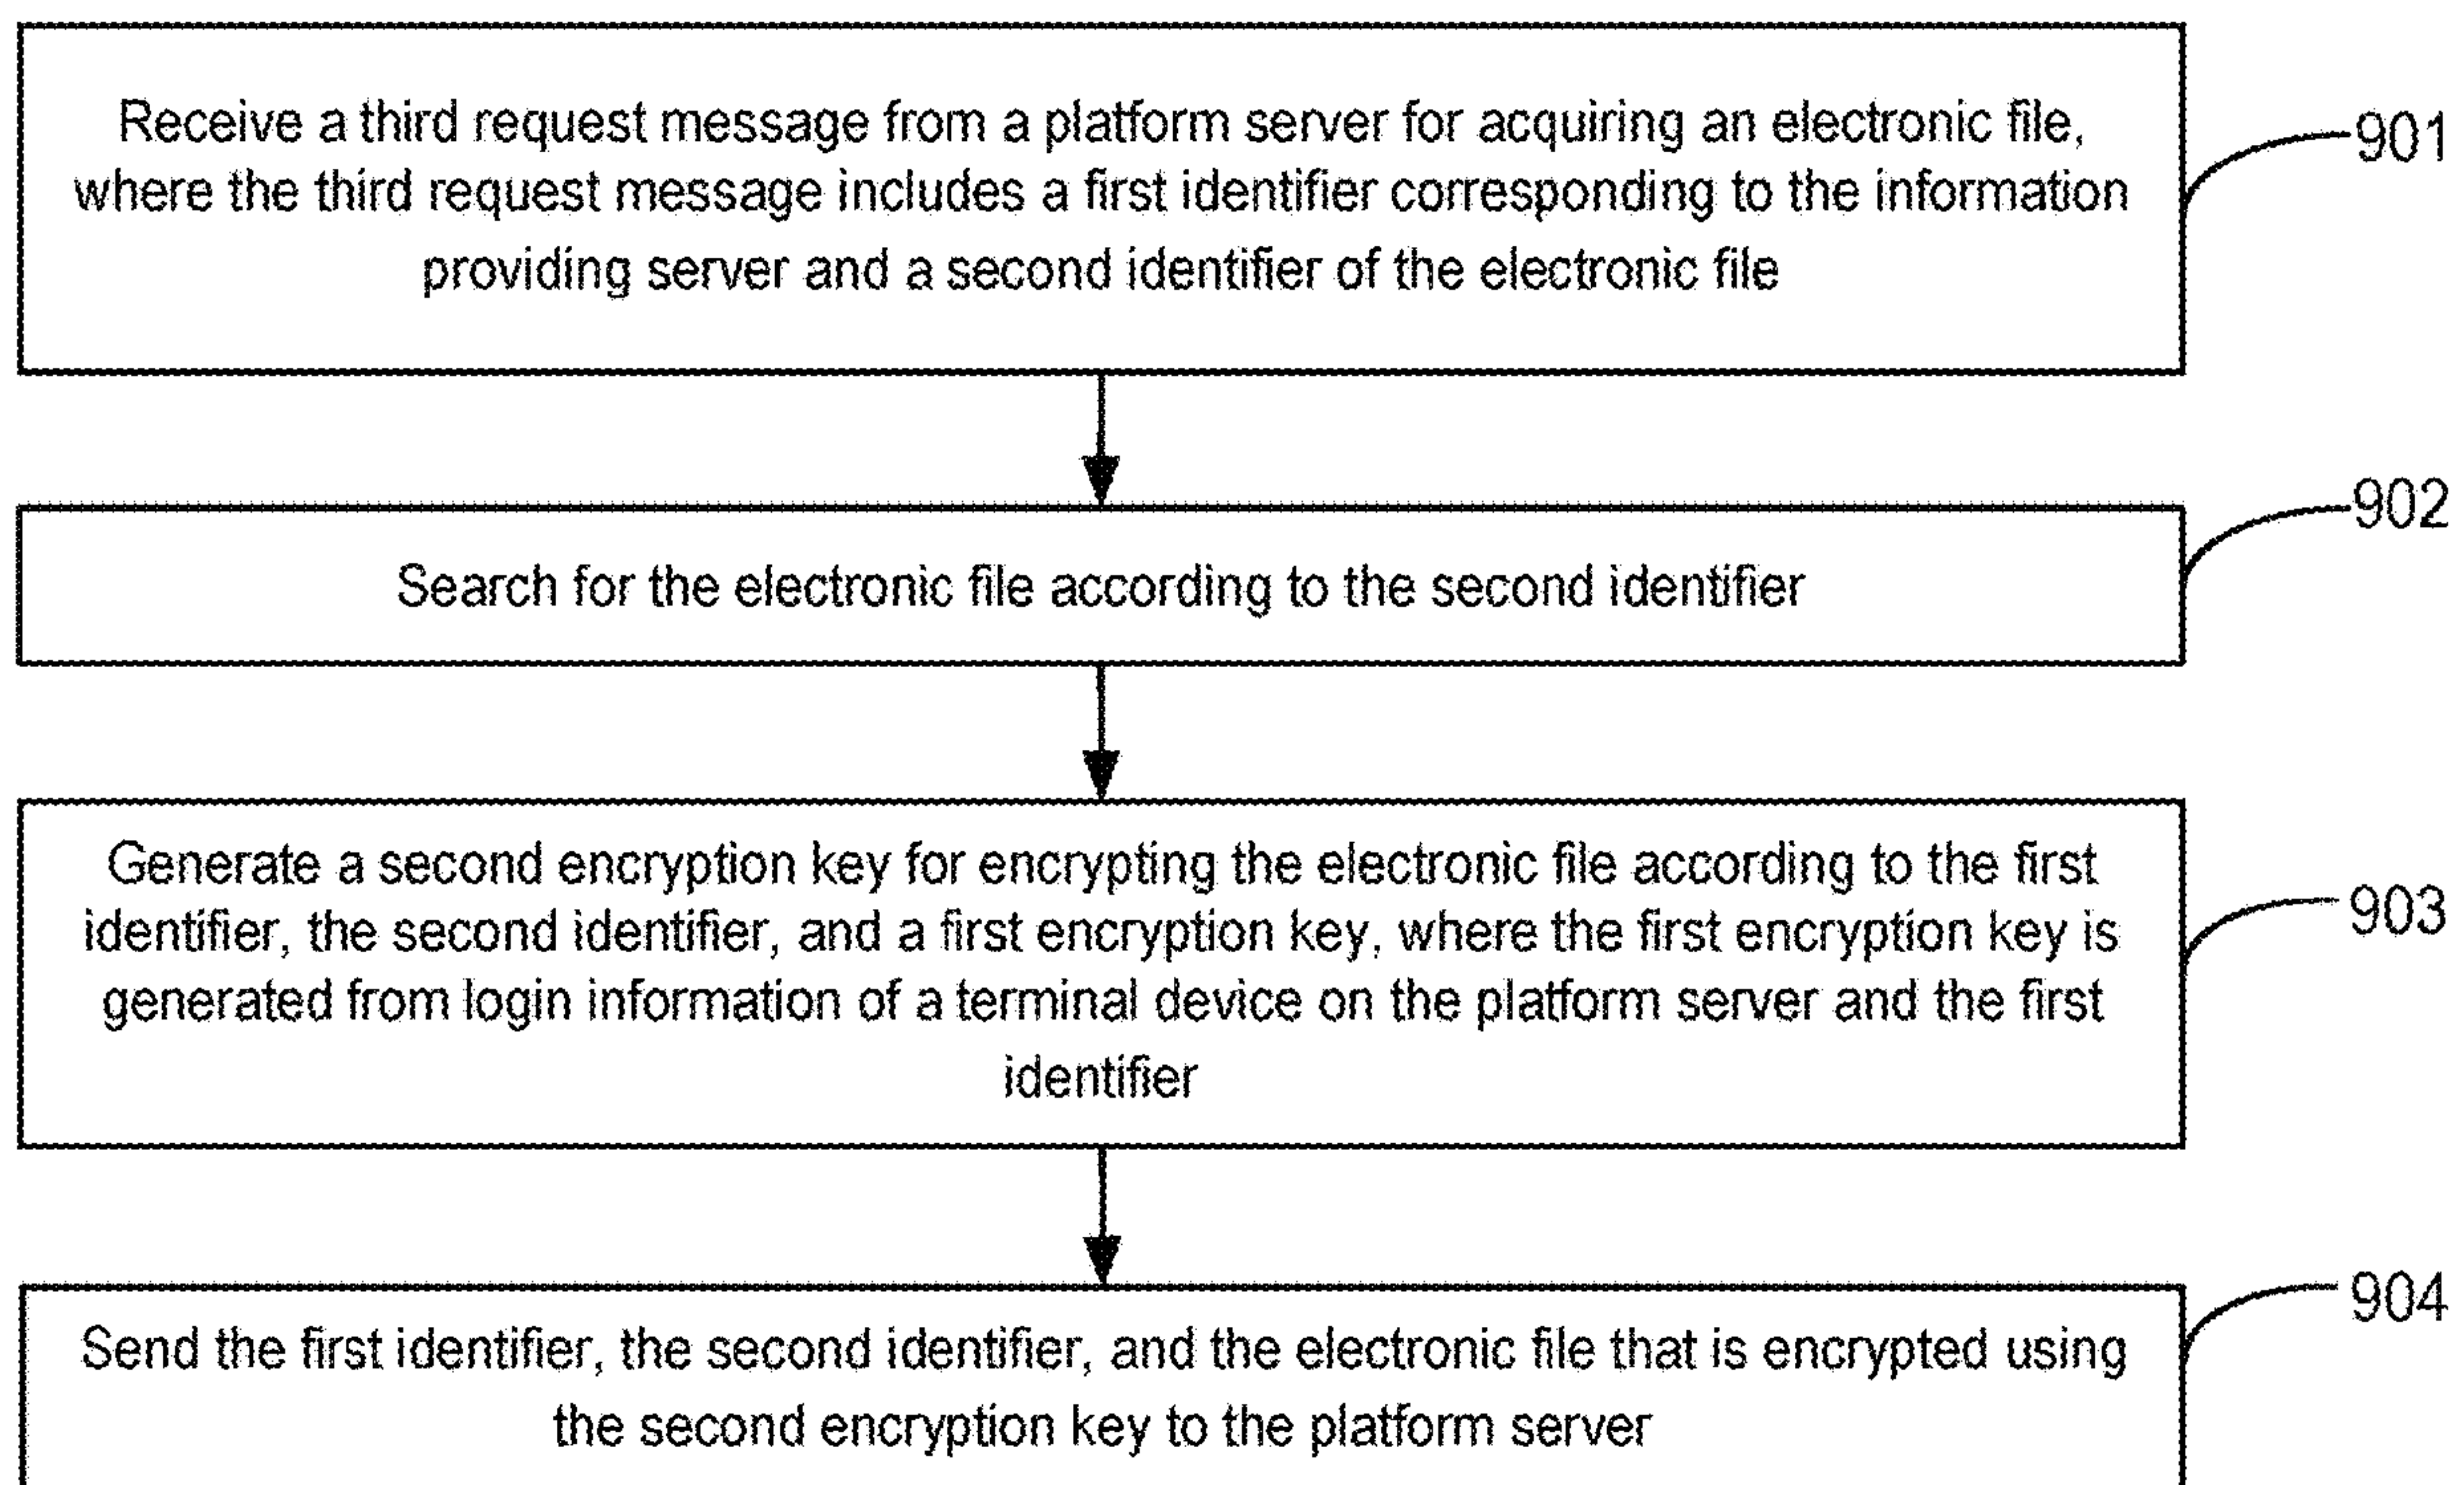 Receive a third request message from a platform server for acquiring an electronic file,
where the third request message includes a first identifier corresponding to the information
providing server and a second identifier of the electronic file
901
Search for the electronic file according to the second identifier
902
Generate a second encryption key for encrypting the electronic file according to the first
identifier, the second identifier, and a first encryption key, where the first encryption key is
generated from login information of a terminal device on the platform server and the first
identifier
903
Send the first identifier, the second identifier, and the electronic file that is encrypted using
the second encryption key to the platform server
904